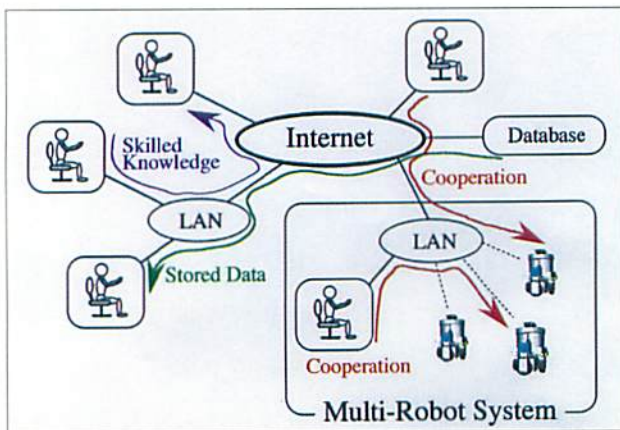 Internet
Database
Skilled
Knowledge
Cooperation
LAN
LAN
Stored Data
Cooperation
Multi-Robot System